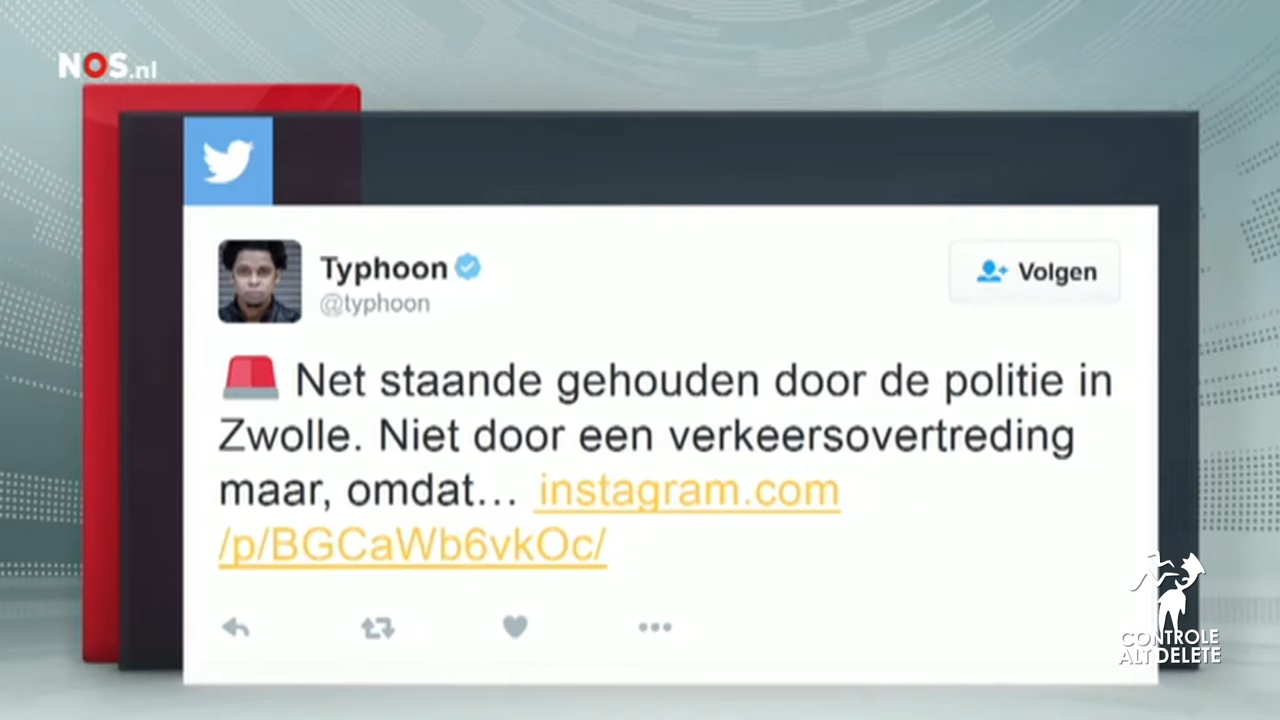 NOS.nl
Typhoon
@typhoon
Volgen
Net staande gehouden door de politie in
Zwolle. Niet door een verkeersovertreding
maar, omdat... instagram.com
/p/BGCaWb6vkOc/
CONTROLE
ALT DELETE